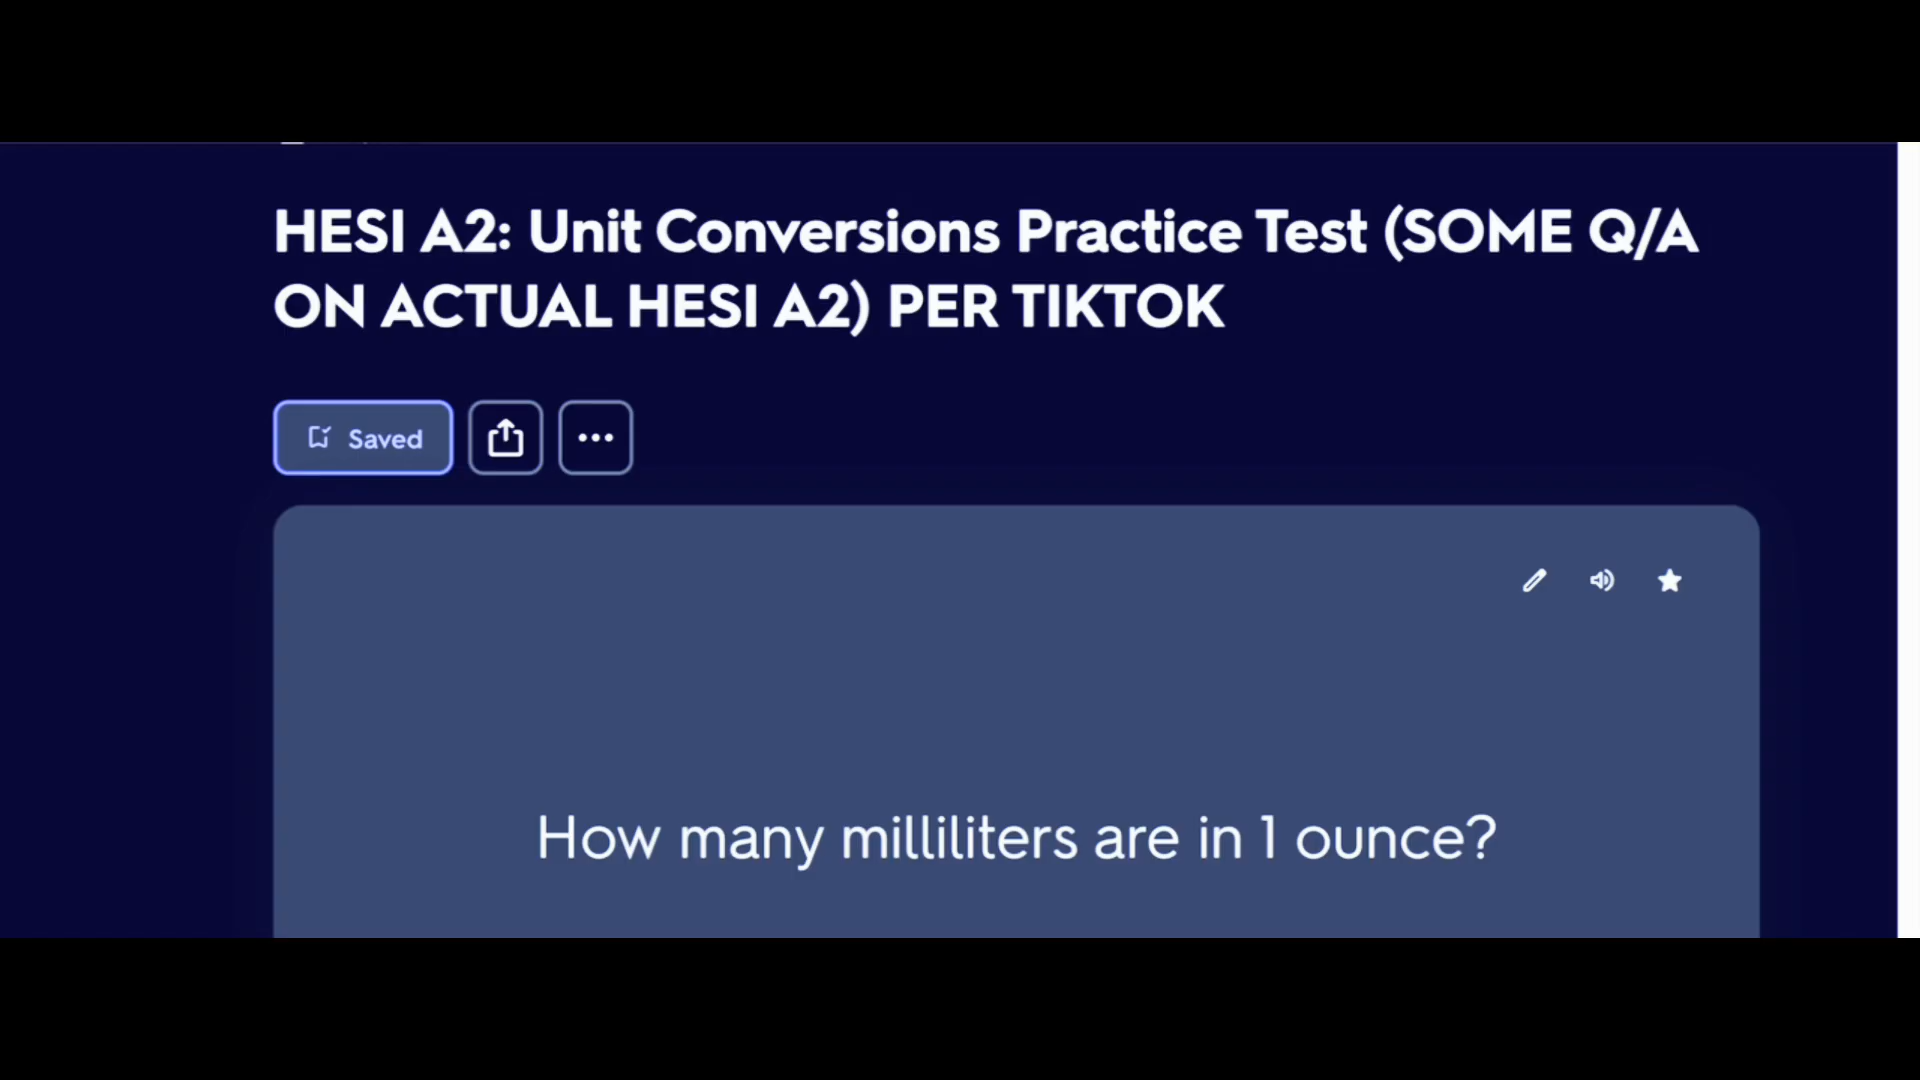 HESI A2: Unit Conversions Practice Test (SOME Q/A
ON ACTUAL HESI A2) PER TIKTOK
Saved
How many milliliters are in 1 ounce?